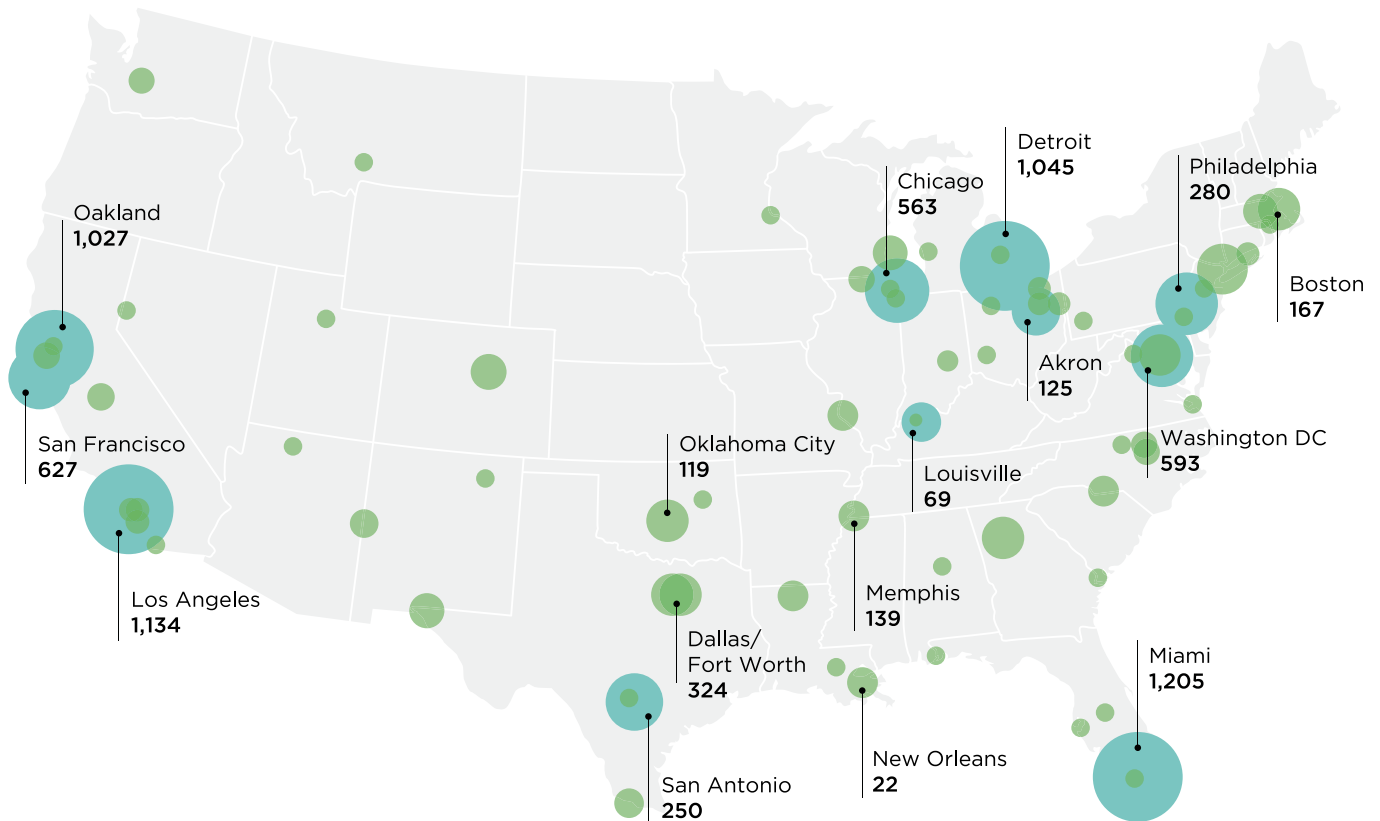 Detroit
1,045
Philadelphia
280
Chicago
563
Oakland
1,027
Boston
167
Akron
125
San Francisco
627
Oklahoma City
119
Washington DC
593
Louisville
69
Los Angeles
1,134
Memphis
139
Dallas/
Fort Worth
324
Miami
1,205
New Orleans
22
San Antonio
250